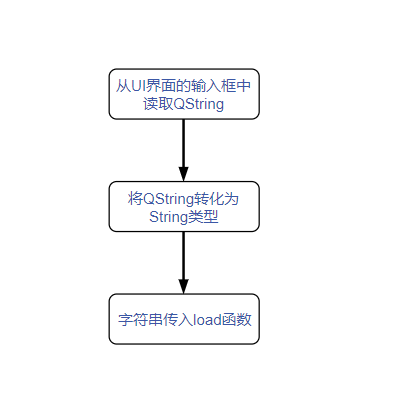 从UI界面的输入框中
读取QString
将QString转化为
String类型
字符串传入load函数